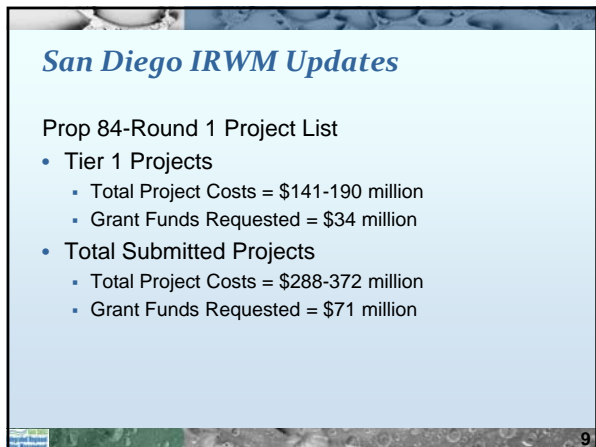 San Diego IRWM Updates
Prop 84-Round 1 Project List
• Tier 1 Projects
▪ Total Project Costs = $141-190 million
▪ Grant Funds Requested = $34 million
• Total Submitted Projects
▪ Total Project Costs = $288-372 million
▪ Grant Funds Requested = $71 million
Integrated Regional
9